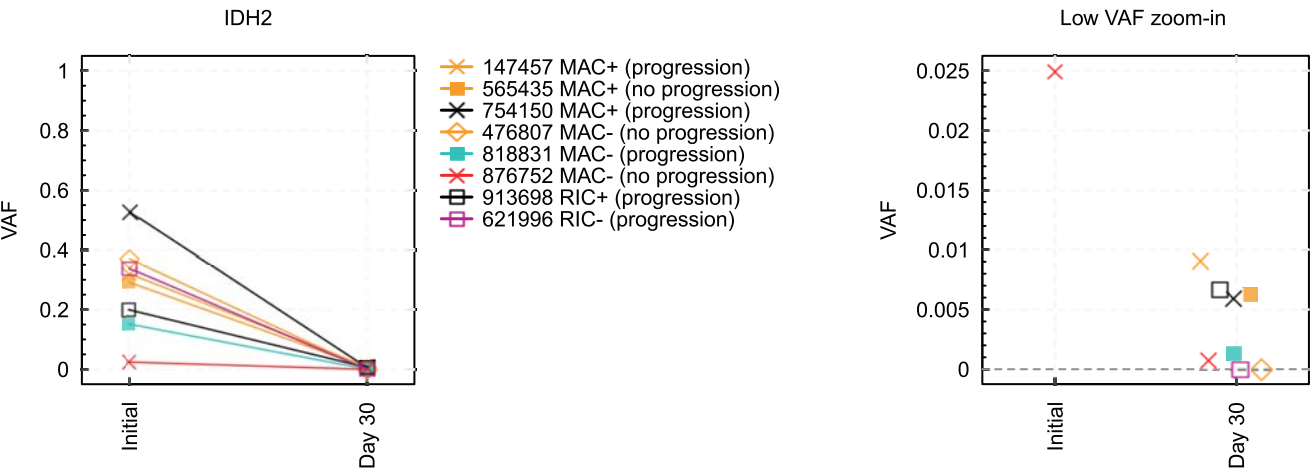 IDH2
VAF
1
0.8
0.6
0.4
0.2
0
Initial
Day 30
147457 MAC+ (progression)
565435 MAC+ (no progression)
754150 MAC+ (progression)
476807 MAC- (no progression)
818831 MAC- (progression)
876752 MAC- (no progression)
913698 RIC+ (progression)
621996 RIC- (progression)
Low VAF zoom-in
VAF
0.025
0.02
0.015
0.01
0.005
0
Initial
Day 30